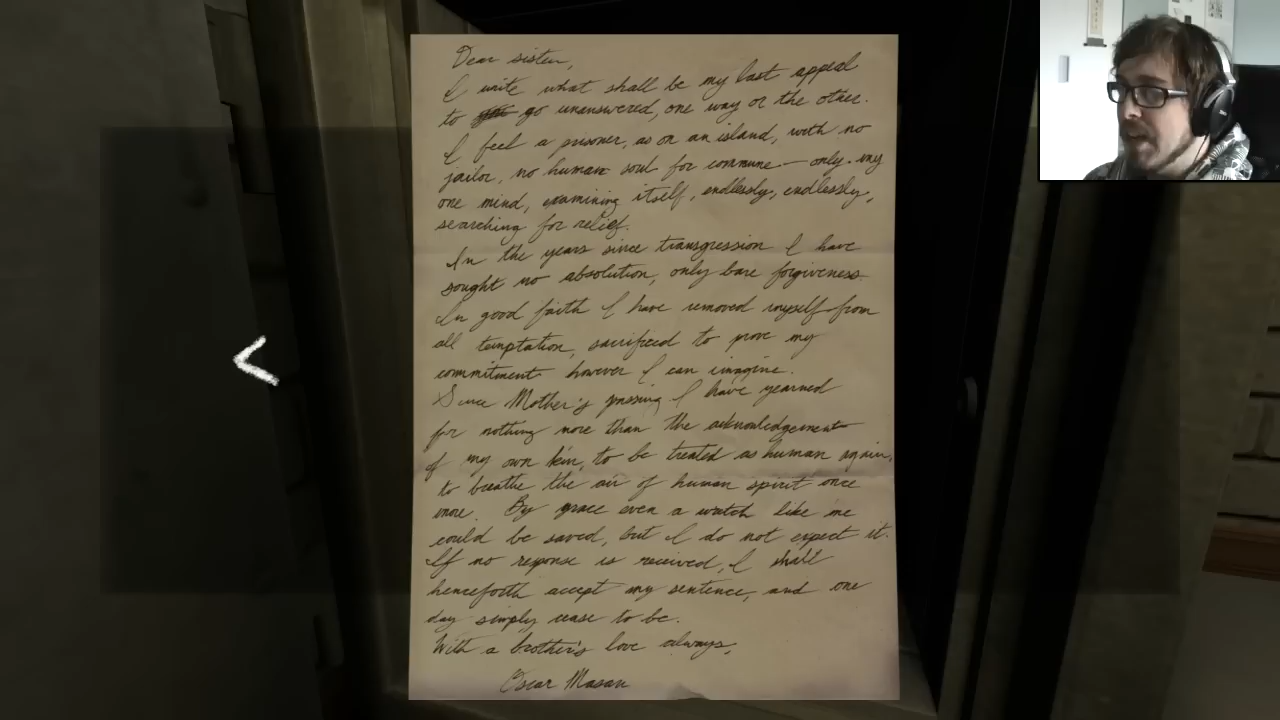 Dear sister,
I write what shall be my last appeal
to go unanswered, one way or the other.
I feel a prisoner, as on an island, with no
jailor, no human soul for commune — only my
one mind, examining itself, endlessly, endlessly,
searching for relief.
In the years since transgression I have
sought no absolution, only bare forgiveness.
In good faith I have removed myself from
all temptation, sacrificed to prove my
commitment however I can imagine.
Since Mother's passing I have yearned
for nothing more than the acknowledgement
of my own kin, to be treated as human again,
to breathe the air of human spirit once
more. By grace even a wretch like me
could be saved, but I do not expect it.
If no response is received, I shall
henceforth accept my sentence, and one
day simply cease to be.
With a brother's love always,
Oscar Masan